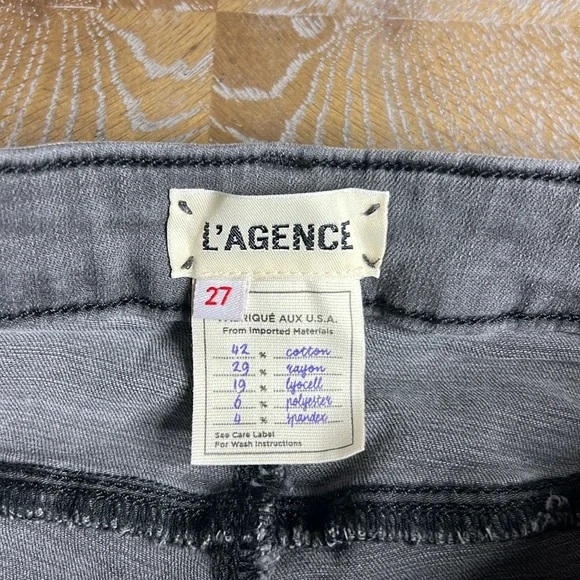 L'AGENCE
27
FABRIQUÉ AUX U.S.A.
From Imported Materials
42 % cotton
29 % rayon
19 % lyocell
6 % polyester
4 % spandex
See Care Label
For Wash Instructions